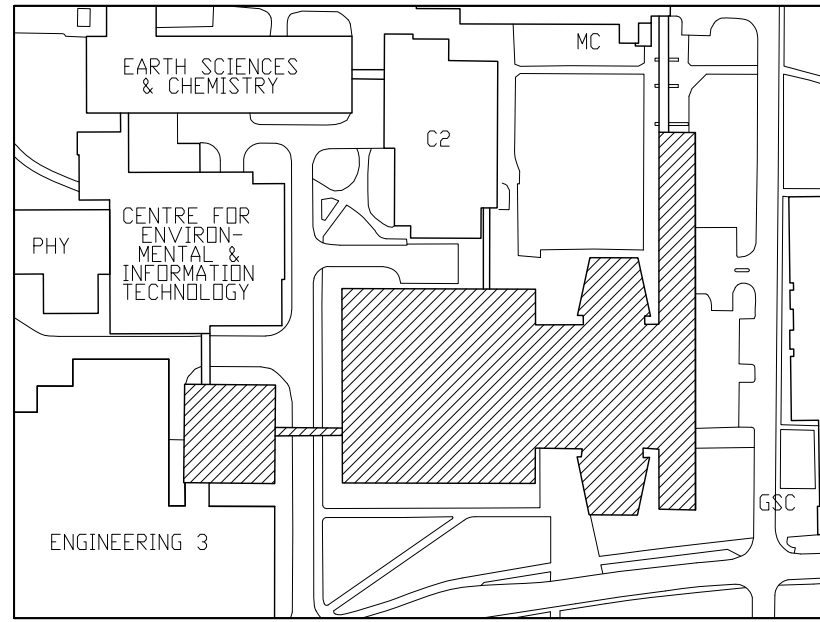 MC
EARTH SCIENCES
& CHEMISTRY
C2
CENTRE FOR
ENVIRON-
MENTAL &
INFORMATION
TECHNOLOGY
PHY
GSC
ENGINEERING 3